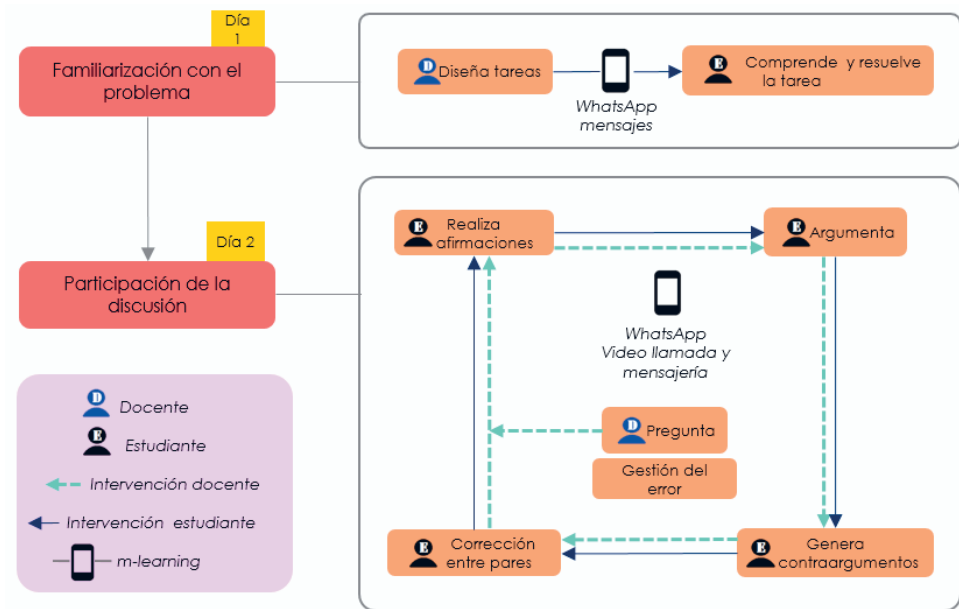 Día
1
Familiarización con el
problema
D
Diseña tareas
WhatsApp
mensajes
E
Comprende y resuelve
la tarea
Día 2
Participación de la
discusión
E
Realiza
afirmaciones
E
Argumenta
WhatsApp
Video llamada y
mensajería
D
Pregunta
Gestión del
error
E
Corrección
entre pares
E
Genera
contraargumentos
D
Docente
E
Estudiante
Intervención docente
Intervención estudiante
m-learning